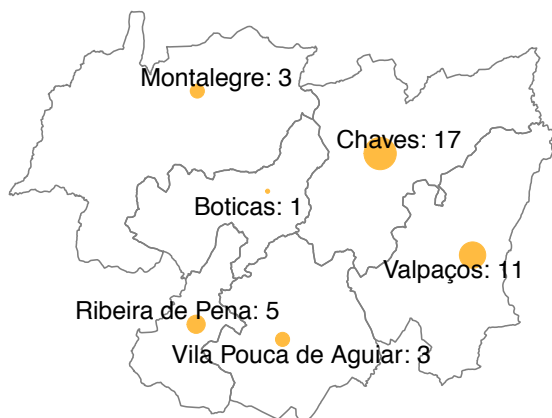 Montalegre: 3
Chaves: 17
Boticas: 1
Valpaços: 11
Ribeira de Pena: 5
Vila Pouca de Aguiar: 3